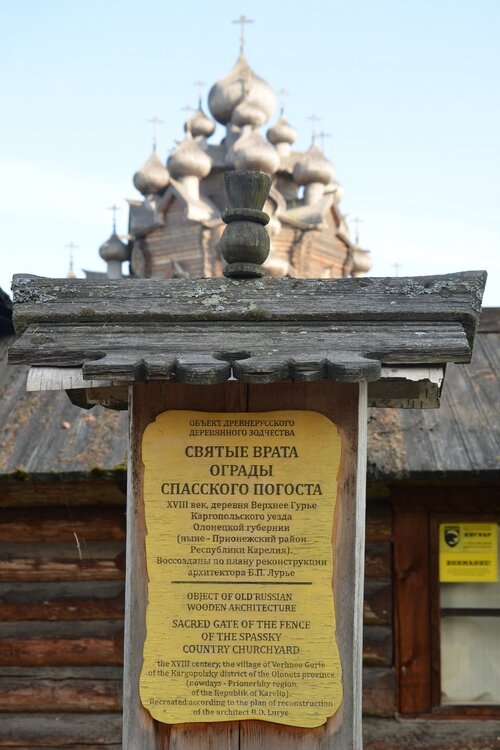 ОБЪЕКТ ДРЕВНЕРУССКОГО
ДЕРЕВЯННОГО ЗОДЧЕСТВА
СВЯТЫЕ ВРАТА
ОГРАДЫ
СПАССКОГО ПОГОСТА
XVIII век, деревня Верхнее Гурье
Каргопольского уезда
Олонецкой губернии
(ныне - Прионежский район
Республики Карелия).
Воссозданы по плану реконструкции
архитектора Б.П. Лурье
OBJECT OF OLD RUSSIAN
WOODEN ARCHITECTURE
SACRED GATE OF THE FENCE
OF THE SPASSKY
COUNTRY CHURCHYARD
the XVIII centery, the village of Verhnee Gurie
of the Kargopolsky district of the Olonets province
(nowdays - Prionezhky region,
of the Republik of Karelia).
Recreated according to the plan of reconstruction
of the architect B.D. Lurye
ВНИМАНИЕ!